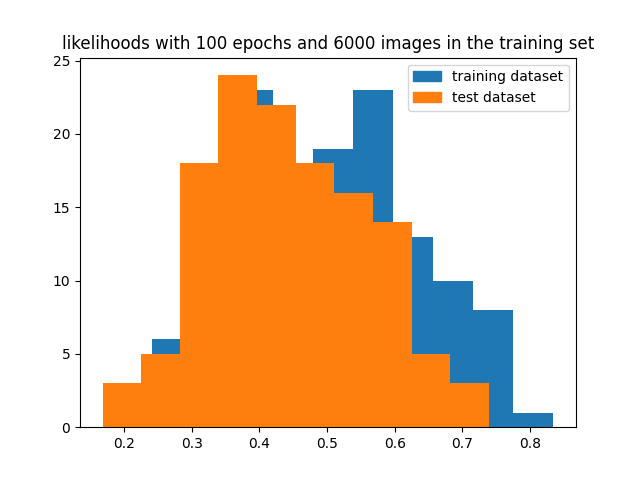 likelihoods with 100 epochs and 6000 images in the training set
training dataset
test dataset
25
20
15
10
5
0
0.2 0.3 0.4 0.5 0.6 0.7 0.8